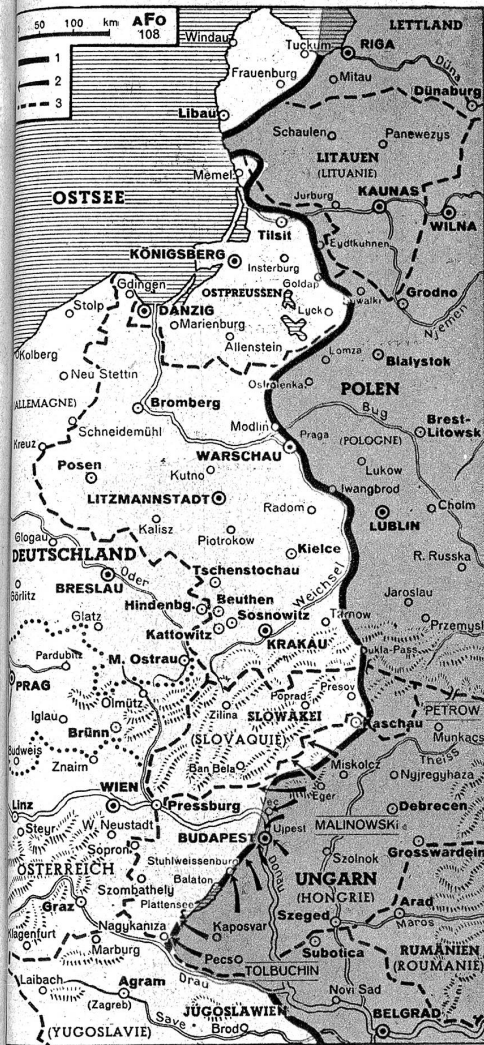 50 100 km AFo
108
1
2
3
LETTLAND
Windau
Tuckum
RIGA
Düna
Frauenburg
Mitau
Dünaburg
Libau
Schaulen
Panewezys
LITAUEN
(LITUANIE)
Memel
OSTSEE
Jurburg
KAUNAS
Tilsit
WILNA
Eydtkuhnen
KÖNIGSBERG
Insterburg
Goldap
Gdingen
OSTPREUSSEN
Suwalki
Grodno
Stolp
DANZIG
Lyck
Njemen
Marienburg
Allenstein
Kolberg
Lomza
Bialystok
Neu Stettin
Ostrolenka
POLEN
(ALLEMAGNE)
Bromberg
Bug
Schneidemühl
Modlin
Praga
(POLOGNE)
Brest-
Litowsk
Kreuz
WARSCHAU
Posen
Kutno
Lukow
LITZMANNSTADT
Iwangbrod
Radom
Cholm
Kalisz
LUBLIN
Piotrokow
Glogau
DEUTSCHLAND
Kielce
Oder
Tschenstochau
R. Russka
BRESLAU
Weichsel
Görlitz
Beuthen
Hindenbg.
Jaroslau
Glatz
Sosnowitz
Tarnow
Przemysl
Kattowitz
KRAKAU
Pardubitz
M. Ostrau
Dukla-Pass
PRAG
Presov
Olmütz
Poprad
PETROW
Iglau
Zilina
SLOWAKEI
Kaschau
Brünn
(SLOVAQUIE)
Munkacs
Theiss
Budweis
Znaim
Ban Bela
Miskolcz
Nyjregyhaza
Eger
WIEN
Linz
Pressburg
Vec
Debrecen
Steyr
W. Neustadt
Ujpest
MALINOWSKi
BUDAPEST
Grosswardein
Sopron
Szolnok
Stuhlweissenburg
ÖSTERREICH
Balaton
Donau
UNGARN
Szombathely
(HONGRIE)
Plattensee
Graz
Arad
Szeged
Maros
Nagykaniza
Kaposvar
Klagenfurt
Marburg
Subotica
RUMÄNIEN
Pecs
(ROUMANIE)
TOLBUCHIN
Laibach
Drau
Agram
Novi Sad
(Zagreb)
JUGOSLAWIEN
Save
BELGRAD
(YUGOSLAVIE)
Brod